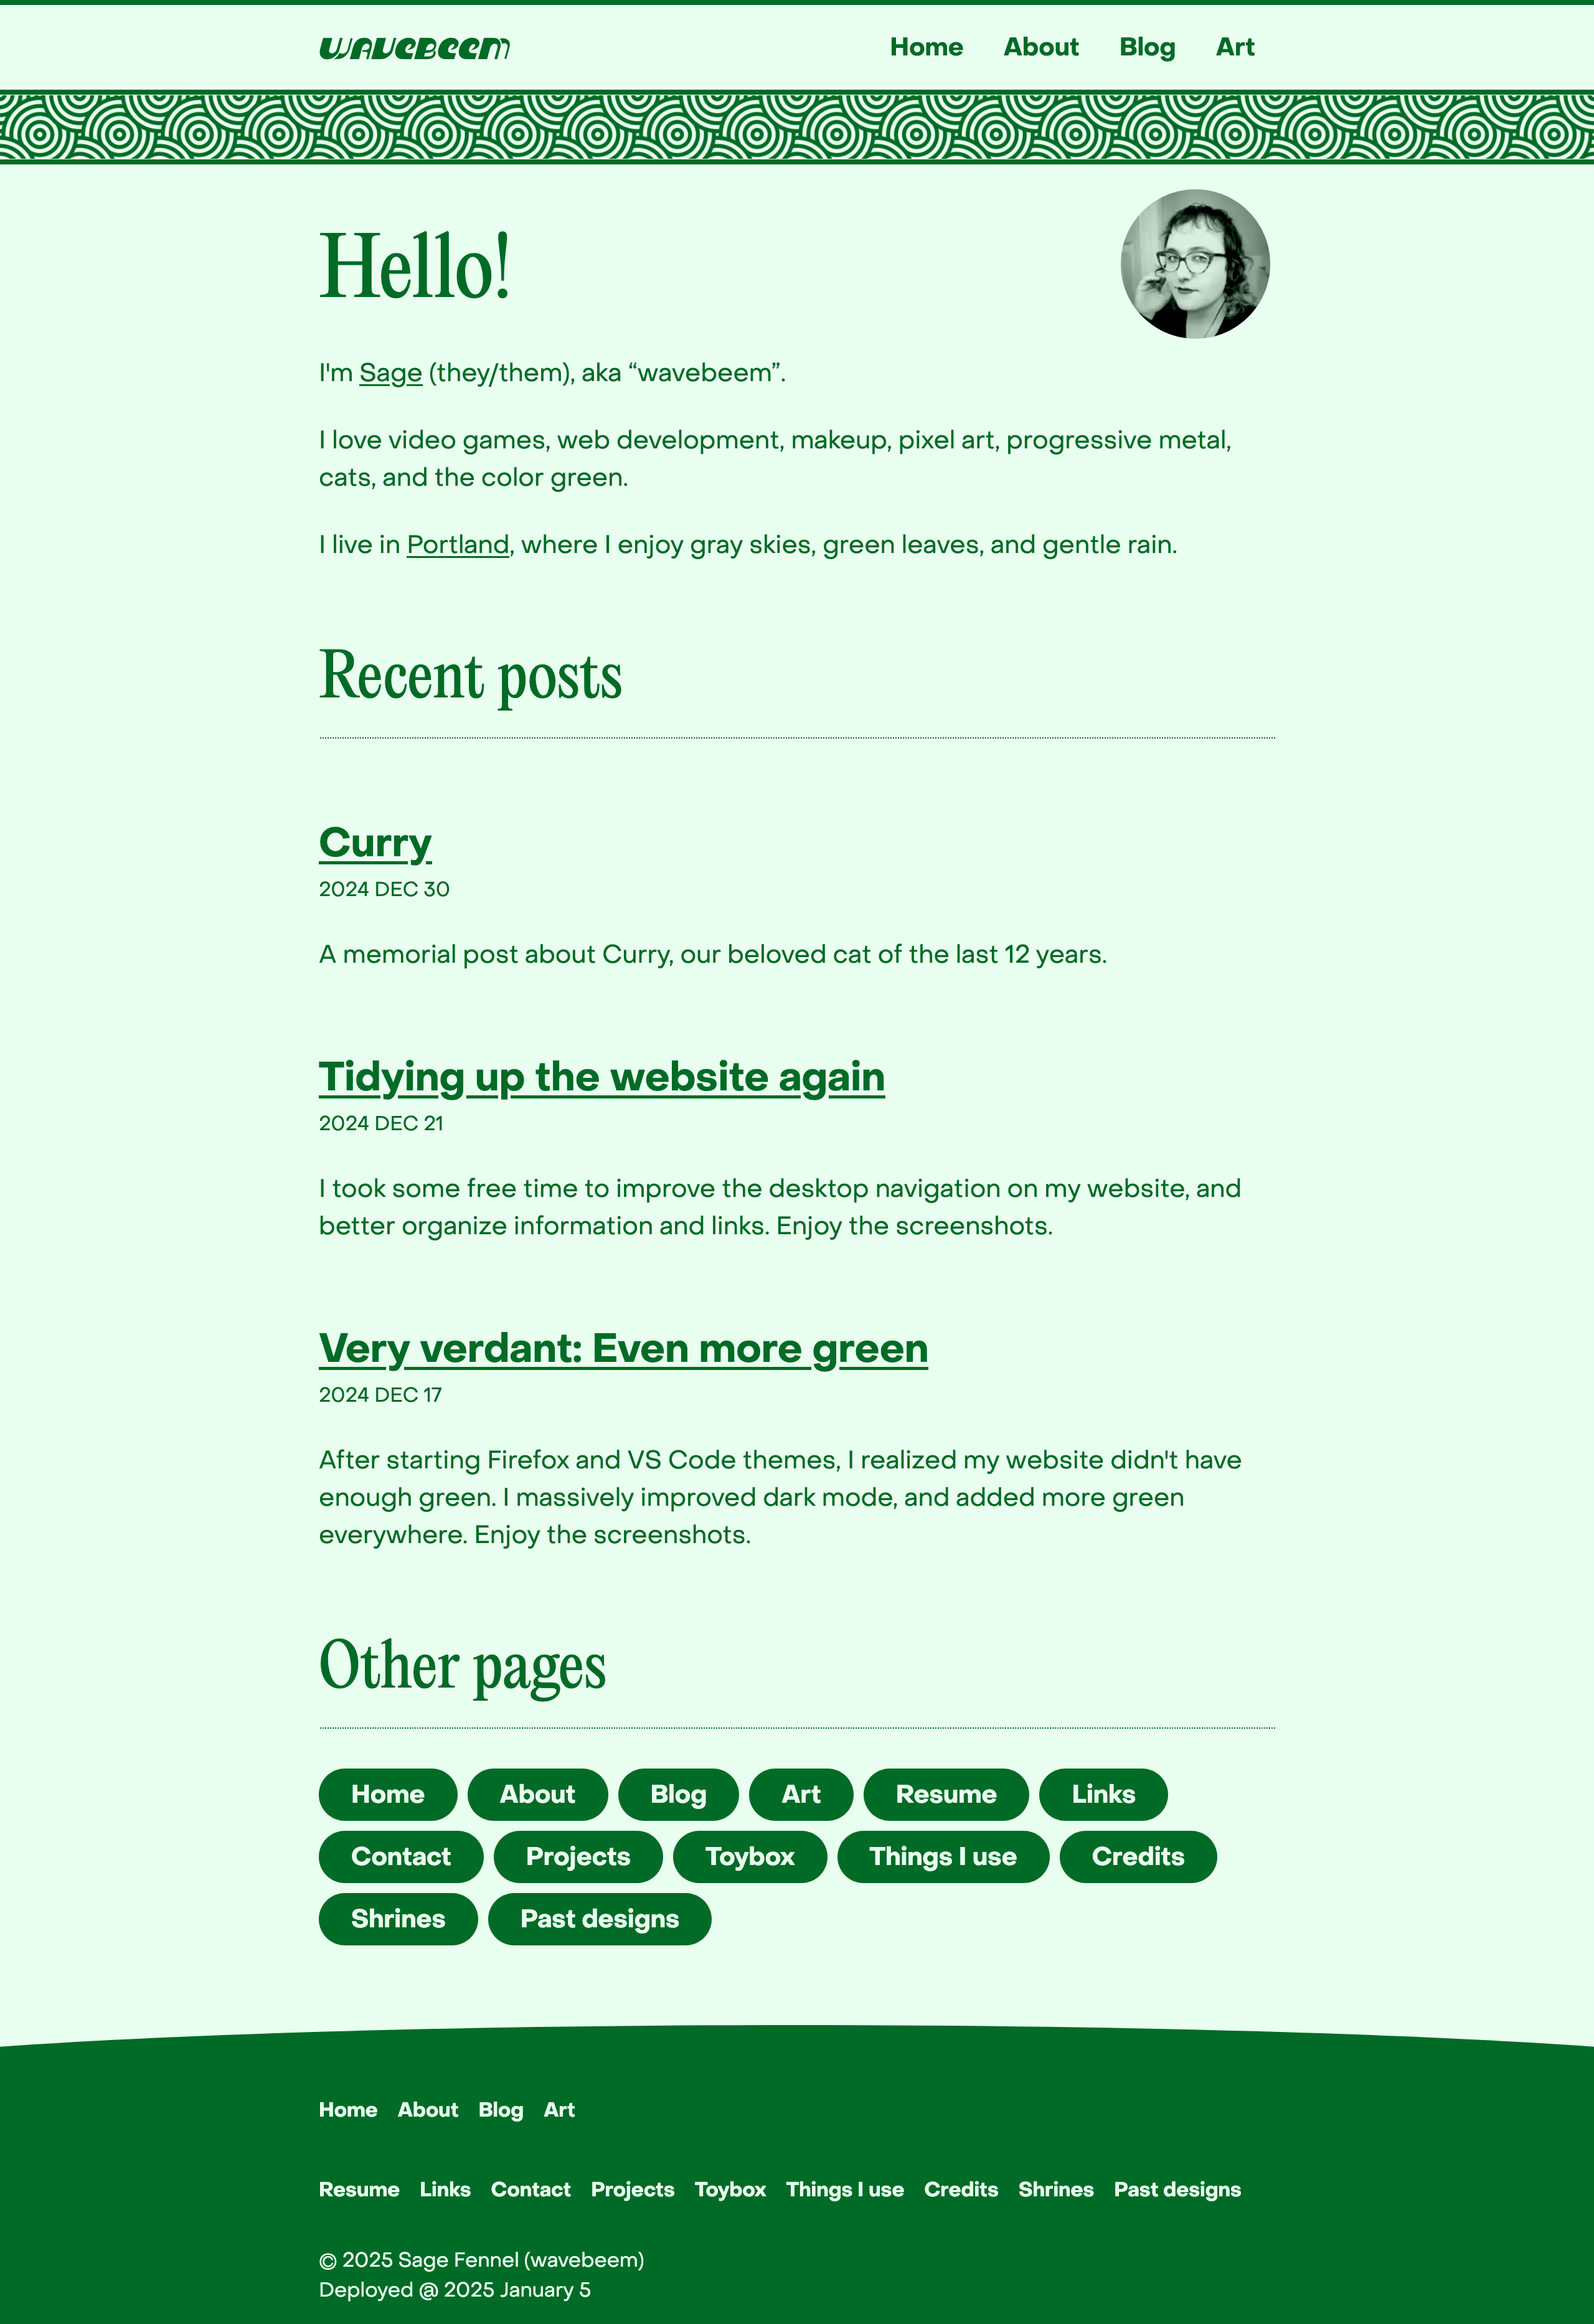 wavebeem
Home About Blog Art
Hello!
I'm Sage (they/them), aka “wavebeem”.
I love video games, web development, makeup, pixel art, progressive metal,
cats, and the color green.
I live in Portland, where I enjoy gray skies, green leaves, and gentle rain.
Recent posts
Curry
2024 DEC 30
A memorial post about Curry, our beloved cat of the last 12 years.
Tidying up the website again
2024 DEC 21
I took some free time to improve the desktop navigation on my website, and
better organize information and links. Enjoy the screenshots.
Very verdant: Even more green
2024 DEC 17
After starting Firefox and VS Code themes, I realized my website didn't have
enough green. I massively improved dark mode, and added more green
everywhere. Enjoy the screenshots.
Other pages
Home About Blog Art Resume Links
Contact Projects Toybox Things I use Credits
Shrines Past designs
Home About Blog Art
Resume Links Contact Projects Toybox Things I use Credits Shrines Past designs
© 2025 Sage Fennel (wavebeem)
Deployed @ 2025 January 5